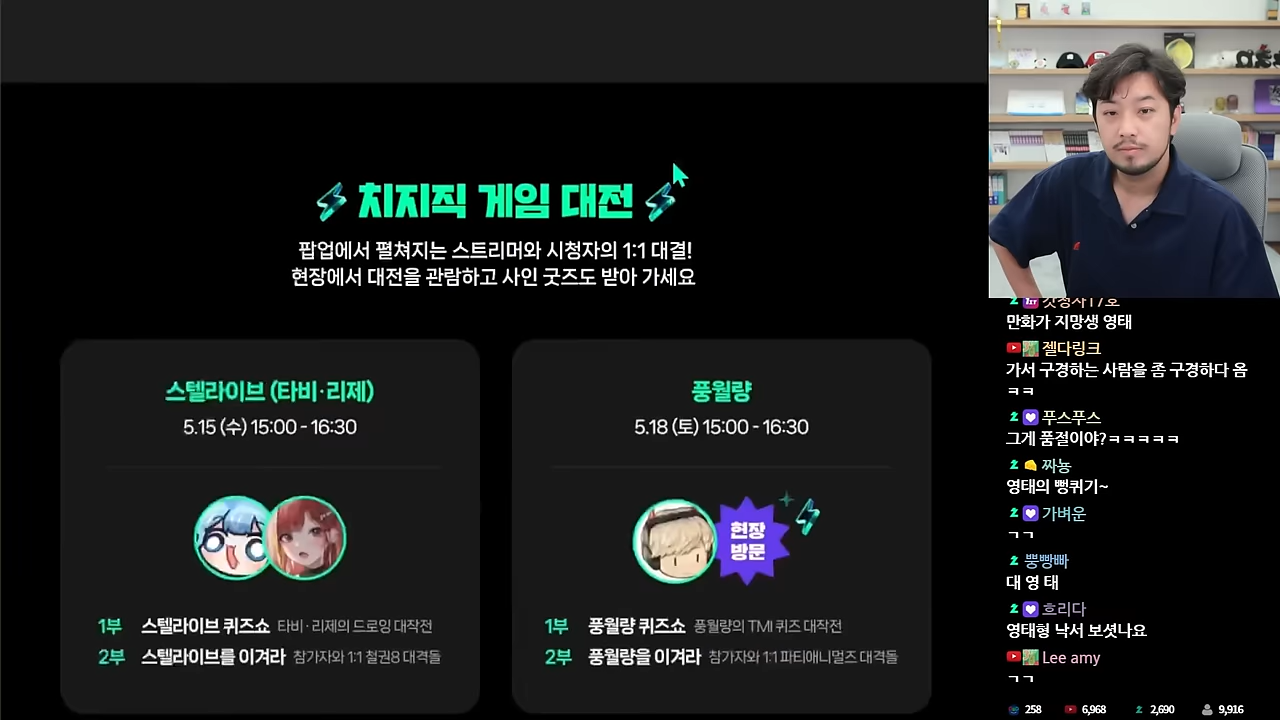 치지직 게임 대전
팝업에서 펼쳐지는 스트리머와 시청자의 1:1 대결!
현장에서 대전을 관람하고 사인 굿즈도 받아 가세요
스텔라이브 (타비·리제)
5.15 (수) 15:00 - 16:30
1부 스텔라이브 퀴즈쇼 타비·리제의 드로잉 대작전
2부 스텔라이브를 이겨라 참가자와 1:1 철권8 대격돌
풍월량
5.18 (토) 15:00 - 16:30
현장
방문
1부 풍월량 퀴즈쇼 풍월량의 TMI 퀴즈 대작전
2부 풍월량을 이겨라 참가자와 1:1 파티애니멀즈 대격돌
만화가 지망생 영태
젤다링크
가서 구경하는 사람을 좀 구경하다 옴
ㅋㅋ
푸스푸스
그게 품절이야?ㅋㅋㅋㅋㅋ
짜뇽
영태의 뻥퀴기~
가벼운
ㄱㄱ
뿡빵빠
대 영 태
흐리다
영태형 낙서 보셧나요
Lee amy
ㄱㄱ
258 6,968 2,690 9,916